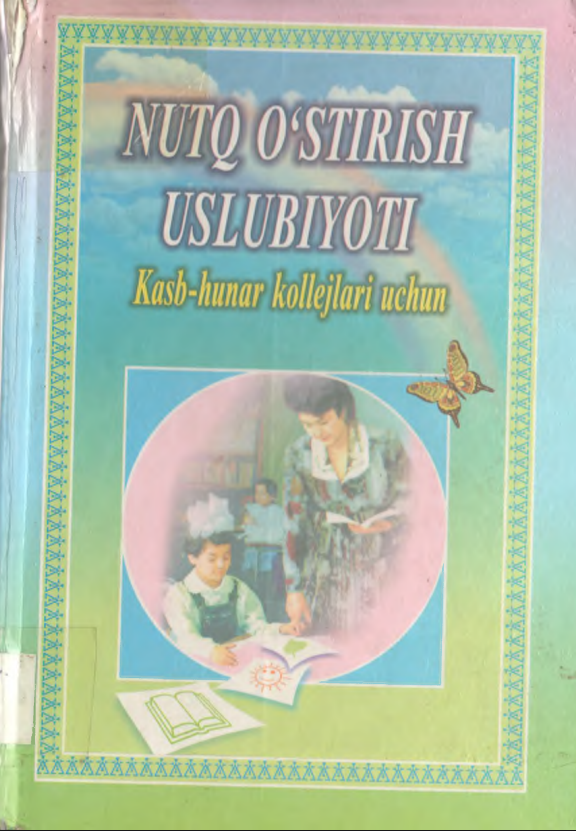 NUTQ O‘STIRISH
USLUBIYOTI
Kasb-hunar kollejlari uchun